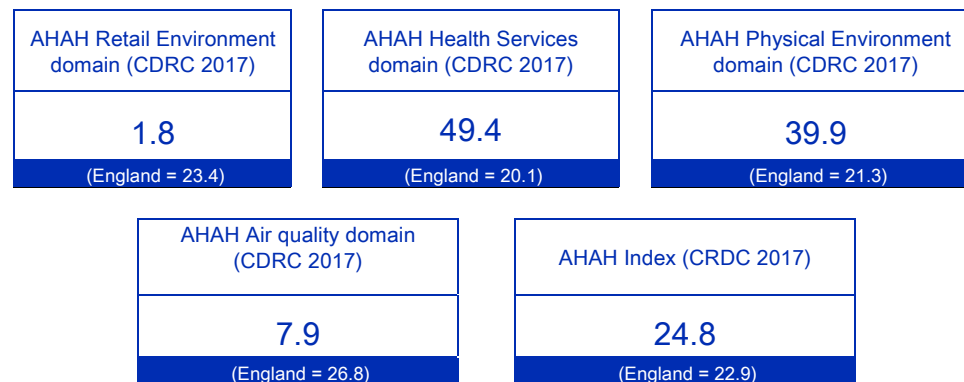 AHAH Retail Environment
domain (CDRC 2017)
1.8
(England = 23.4)
AHAH Health Services
domain (CDRC 2017)
49.4
(England = 20.1)
AHAH Physical Environment
domain (CDRC 2017)
39.9
(England = 21.3)
AHAH Air quality domain
(CDRC 2017)
7.9
(England = 26.8)
AHAH Index (CRDC 2017)
24.8
(England = 22.9)